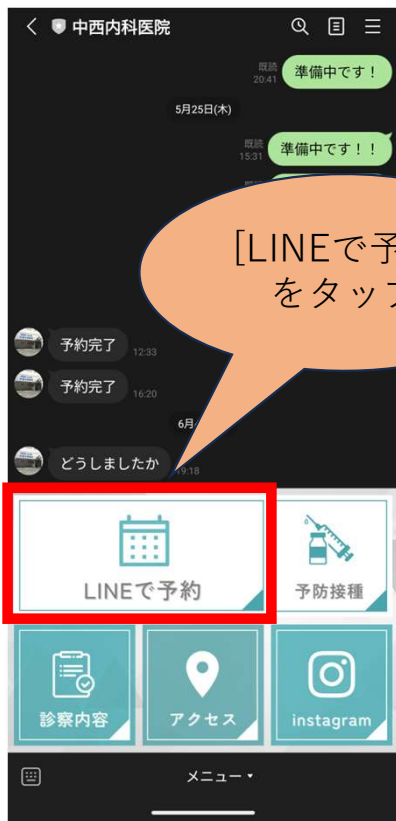 中西内科医院
既読
20:41
準備中です！
5月25日(木)
既読
15:31
準備中です！！
[LINEで予
をタッ
予約完了
12:33
予約完了
16:20
6月
どうしましたか
19:18
LINEで予約
予防接種
診察内容
アクセス
instagram
メニュー